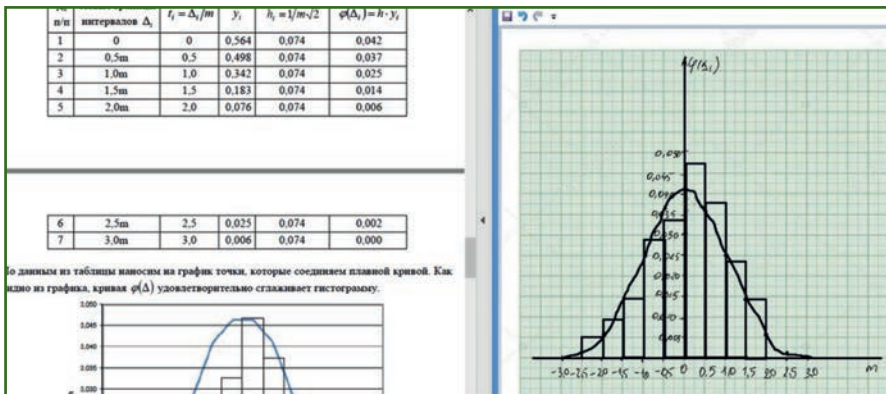 п/п интервалов Δᵢ tᵢ = Δᵢ/m yᵢ hᵢ = 1/m·√2 φ(Δᵢ) = h · yᵢ
1 0 0 0,564 0,074 0,042
2 0,5m 0,5 0,498 0,074 0,037
3 1,0m 1,0 0,342 0,074 0,025
4 1,5m 1,5 0,183 0,074 0,014
5 2,0m 2,0 0,076 0,074 0,006
6 2,5m 2,5 0,025 0,074 0,002
7 3,0m 3,0 0,006 0,074 0,000
данным из таблицы наносим на график точки, которые соединяем плавной кривой. Как
видно из графика, кривая φ(Δ) удовлетворительно сглаживает гистограмму.
0.050
0.045
0.040
0.035
0.030
φ(Δᵢ)
0,050
0,045
0,040
0,035
0,030
0,020
0,015
0,010
0,005
-3,0 -2,5 -2,0 -1,5 -1,0 -0,5 0 0,5 1,0 1,5 2,0 2,5 3,0 m